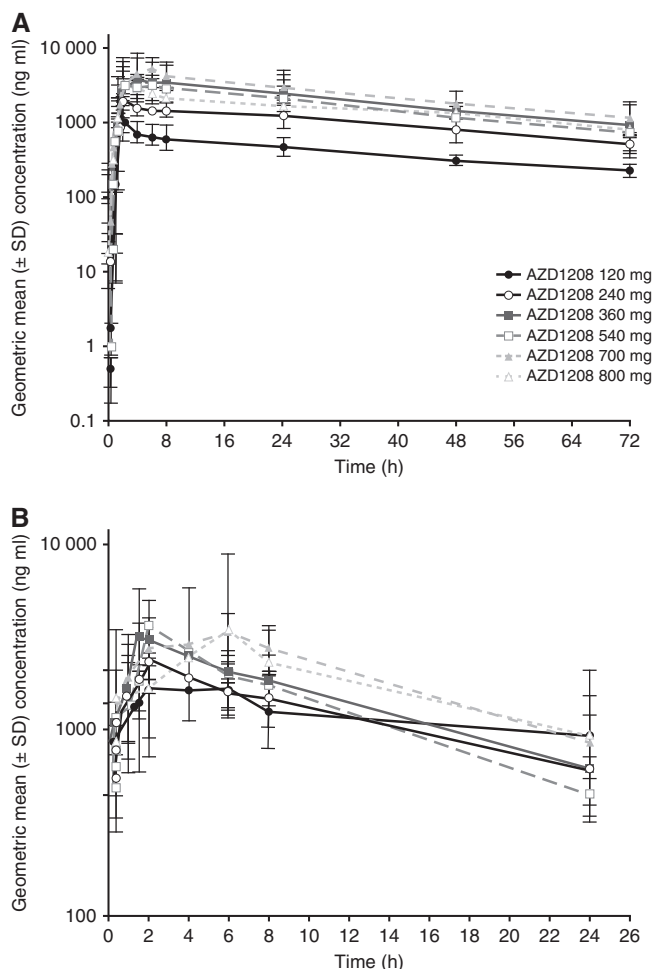 A
Geometric mean (± SD) concentration (ng ml)
10 000
1000
100
10
1
0.1
AZD1208 120 mg
AZD1208 240 mg
AZD1208 360 mg
AZD1208 540 mg
AZD1208 700 mg
AZD1208 800 mg
0 8 16 24 32 40 48 56 64 72
Time (h)
B
Geometric mean (± SD) concentration (ng ml)
10 000
1000
100
0 2 4 6 8 10 12 14 16 18 20 22 24 26
Time (h)